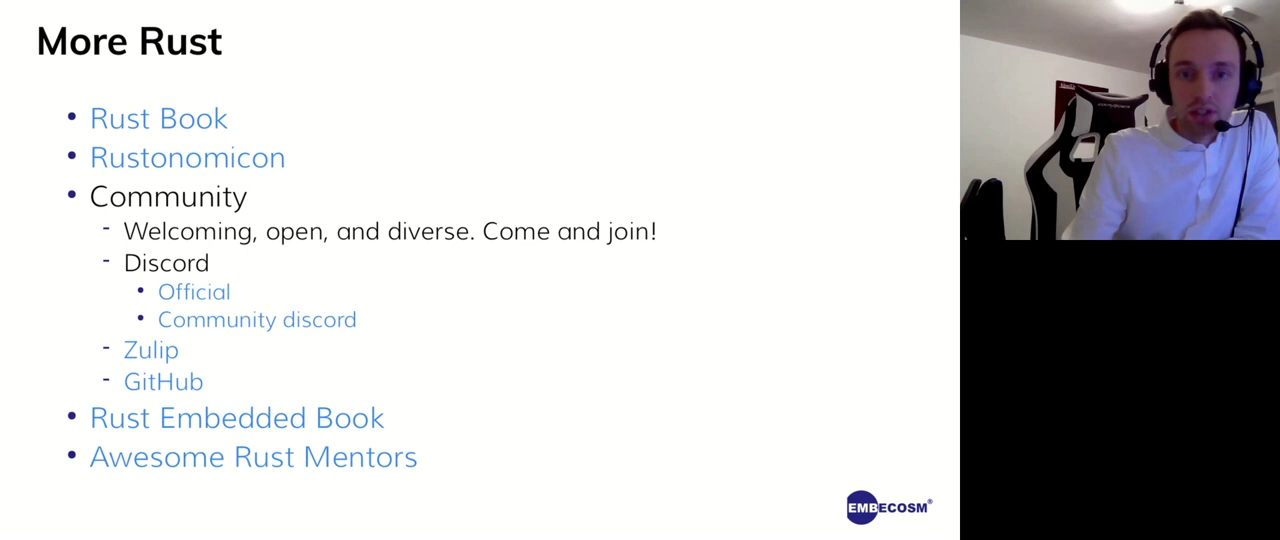 More Rust
• Rust Book
• Rustonomicon
• Community
- Welcoming, open, and diverse. Come and join!
- Discord
• Official
• Community discord
- Zulip
- GitHub
• Rust Embedded Book
• Awesome Rust Mentors
EMBECOSM®